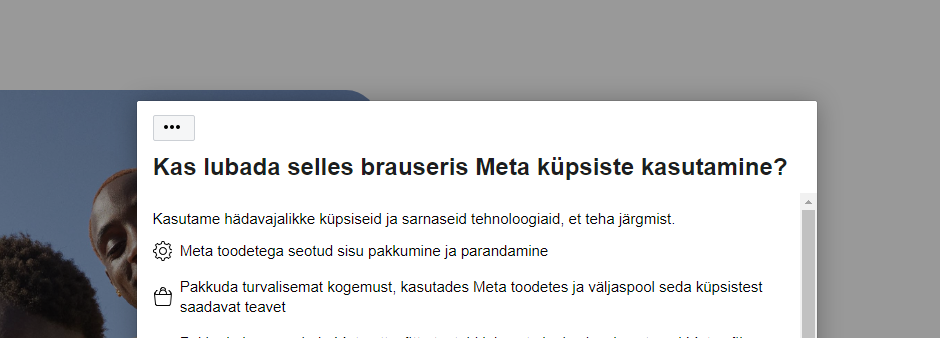 Kas lubada selles brauseris Meta küpsiste kasutamine?
Kasutame hädavajalikke küpsiseid ja sarnaseid tehnoloogiaid, et teha järgmist.
Meta toodetega seotud sisu pakkumine ja parandamine
Pakkuda turvalisemat kogemust, kasutades Meta toodetes ja väljaspool seda küpsistest
saadavat teavet